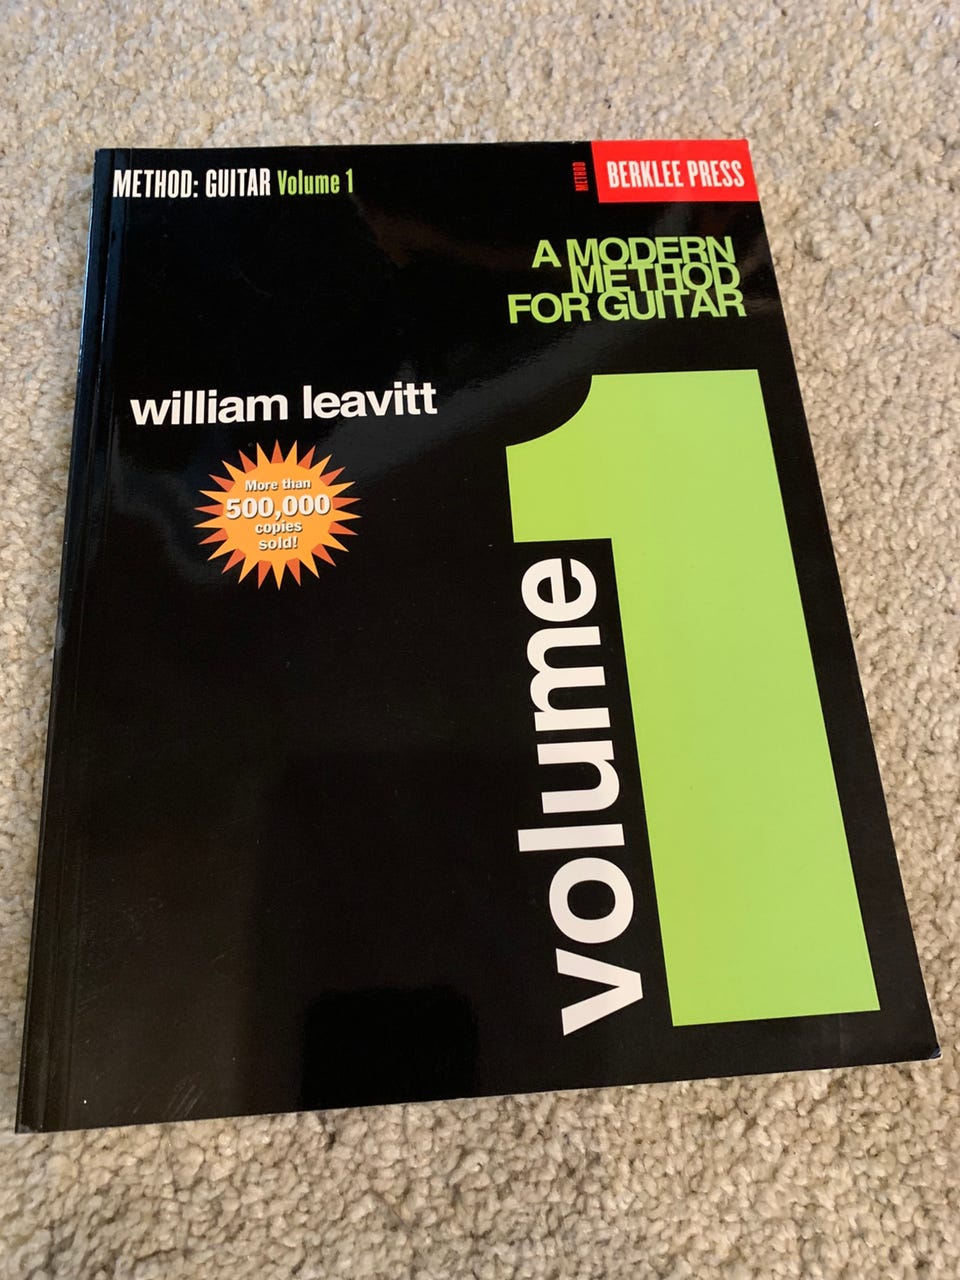 METHOD: GUITAR Volume 1
METHOD
BERKLEE PRESS
A MODERN
METHOD
FOR GUITAR
william leavitt
More than
500,000
copies
sold!
volume
1